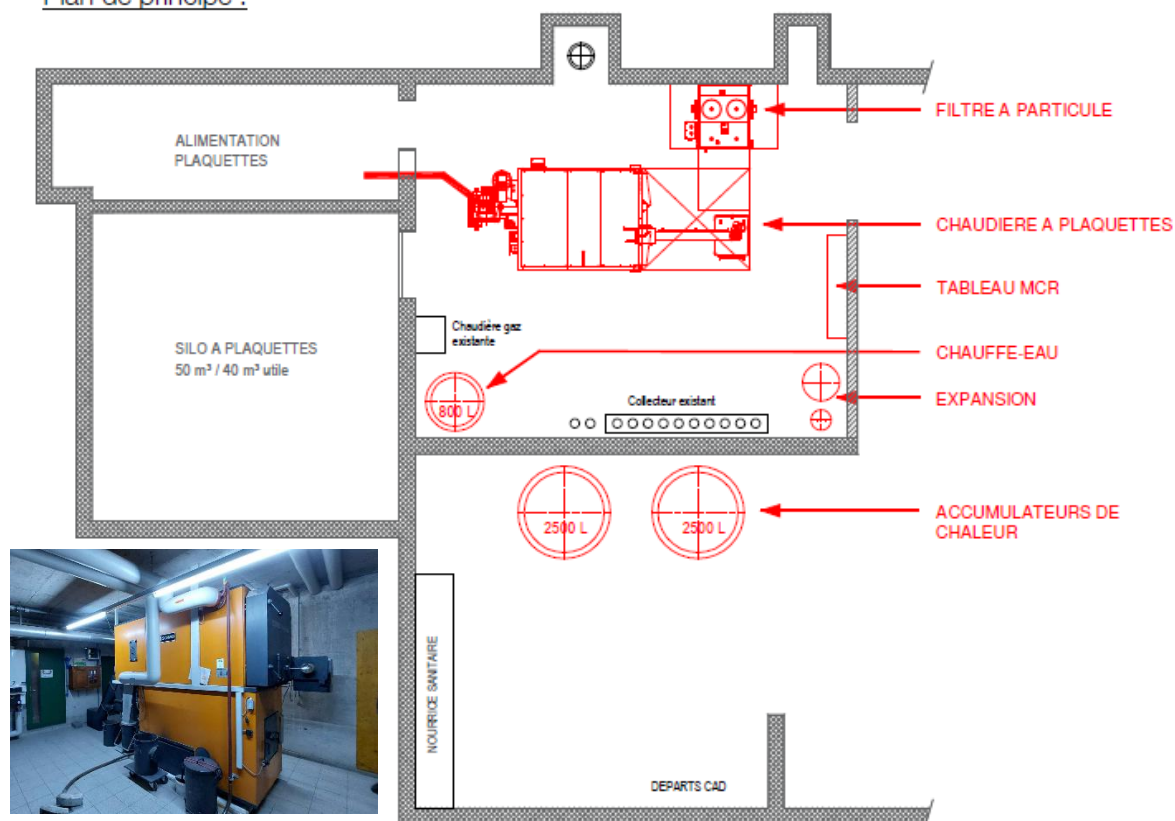 Plan de principe :
ALIMENTATION
PLAQUETTES
FILTRE A PARTICULE
CHAUDIERE A PLAQUETTES
TABLEAU MCR
SILO A PLAQUETTES
50 m³ / 40 m³ utile
Chaudière gaz
existante
CHAUFFE-EAU
800 L
Collecteur existant
EXPANSION
2500 L
2500 L
ACCUMULATEURS DE
CHALEUR
NOURRICE SANITAIRE
DEPARTS CAD